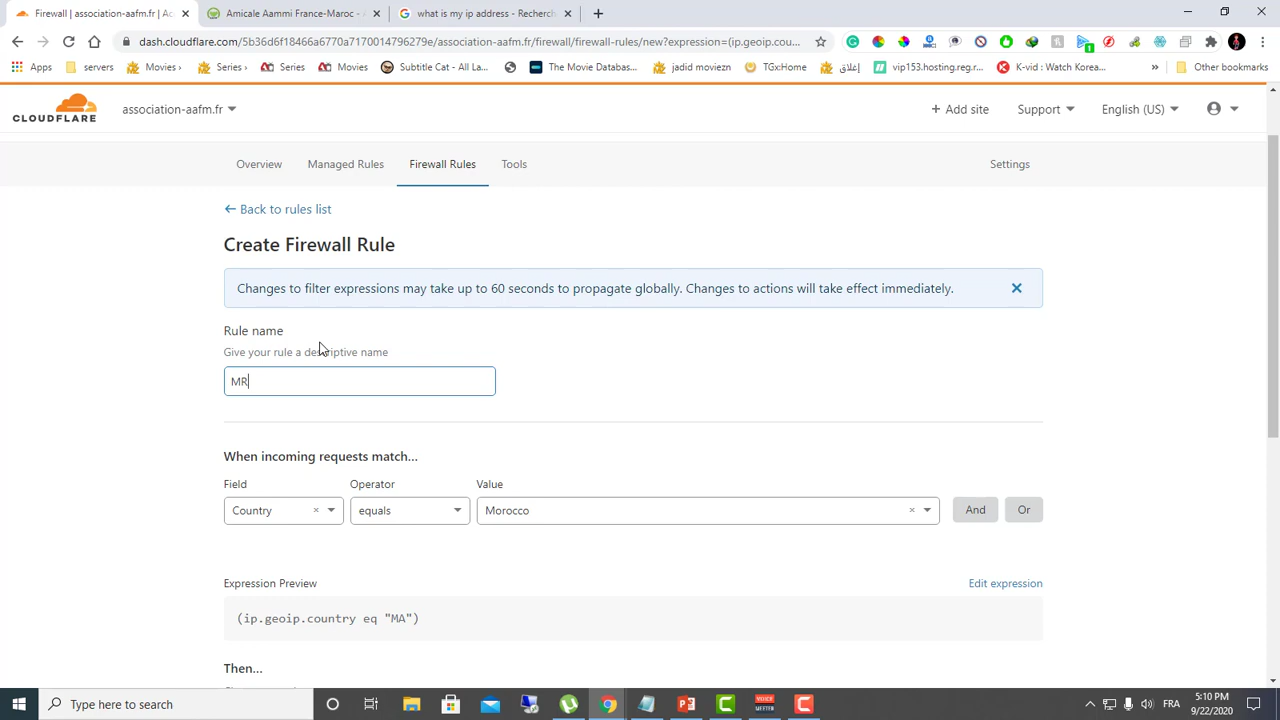 Firewall | association-aafm.fr | Ac
Amicale Aammi France-Maroc - A
what is my ip address - Recherch
dash.cloudflare.com/5b36d6f18466a6770a717014796279e/association-aafm.fr/firewall/firewall-rules/new?expression=(ip.geoip.cou...
1
Apps
servers
Movies ›
Series ›
Series
Movies
Subtitle Cat - All La...
The Movie Databas...
jadid moviezn
TGx:Home
إغلاق
vip153.hosting.reg.r...
K-vid : Watch Korea...
»
Other bookmarks
CLOUDFLARE
association-aafm.fr
+ Add site
Support
English (US)
Overview
Managed Rules
Firewall Rules
Tools
Settings
← Back to rules list
Create Firewall Rule
Changes to filter expressions may take up to 60 seconds to propagate globally. Changes to actions will take effect immediately.
Rule name
Give your rule a descriptive name
MR
When incoming requests match...
Field
Operator
Value
Country
equals
Morocco
And
Or
Expression Preview
Edit expression
(ip.geoip.country eq "MA")
Then...
Type here to search
VOICE
MEETER
FRA
5:10 PM
9/22/2020